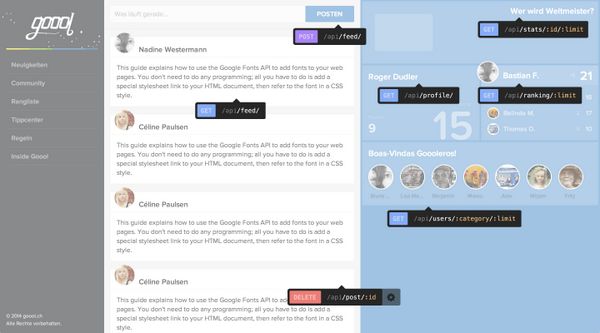 goool
Neuigkeiten
Community
Rangliste
Tippcenter
Regeln
Inside Goool
© 2014 goool.ch
Alle Rechte vorbehalten.
Was läuft gerade...
POSTEN
POST /api/feed/
Nadine Westermann
This guide explains how to use the Google Fonts API to add fonts to your web
pages. You don't need to do any programming; all you have to do is add a
special stylesheet link to your HTML document, then refer to the font in a CSS
style.
GET /api/feed/
Céline Paulsen
This guide explains how to use the Google Fonts API to add fonts to your web
pages. You don't need to do any programming; all you have to do is add a
special stylesheet link to your HTML document, then refer to the font in a CSS
style.
Céline Paulsen
This guide explains how to use the Google Fonts API to add fonts to your web
pages. You don't need to do any programming; all you have to do is add a
special stylesheet link to your HTML document, then refer to the font in a CSS
style.
Céline Paulsen
DELETE /api/post/:id
This guide explains how to use the Google Fonts API to add fonts to your web
pages. You don't need to do any programming; all you have to do is add a
special stylesheet link to your HTML document, then refer to the font in a CSS
style.
Wer wird Weltmeister?
GET /api/stats/:id/:limit
Roger Dudler
GET /api/profile/
9
15
Bastian F.
21
GET /api/ranking/:limit
Belinda M.
Thomas D.
10
Boas-Vindas Goooleros!
Benjamin
Alex
Mirjam
Fritz
GET /api/users/:category/:limit